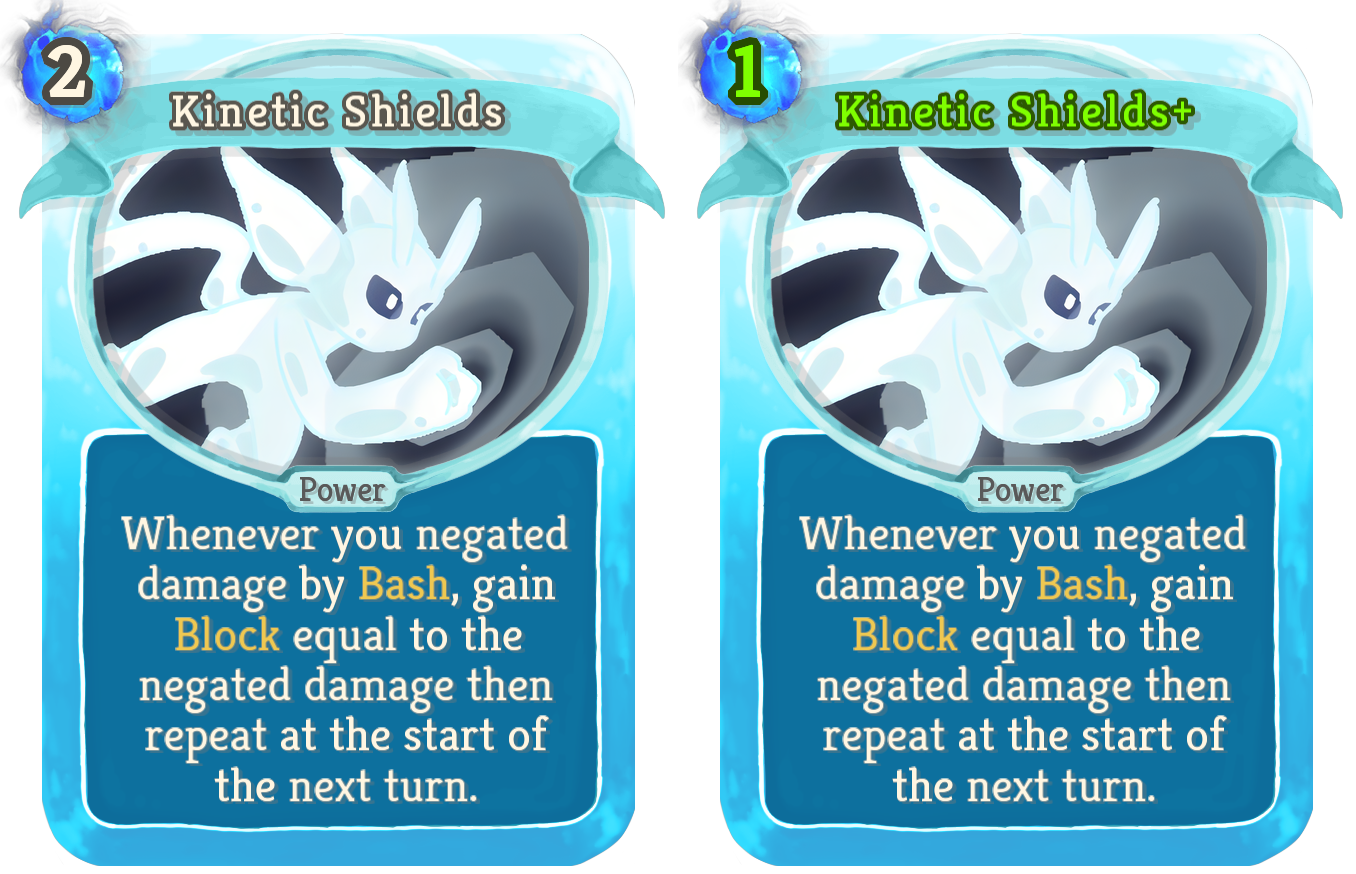 2
Kinetic Shields
Power
Whenever you negated
damage by Bash, gain
Block equal to the
negated damage then
repeat at the start of
the next turn.
1
Kinetic Shields+
Power
Whenever you negated
damage by Bash, gain
Block equal to the
negated damage then
repeat at the start of
the next turn.